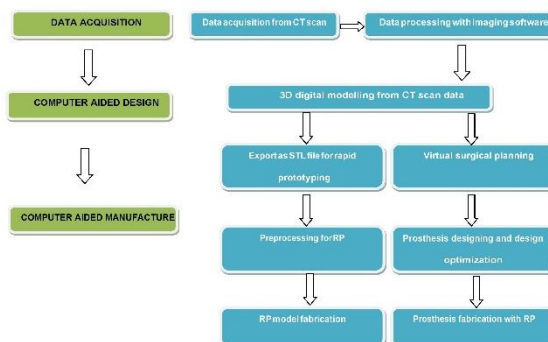 DATA ACQUISITION
Data acquisition from CT scan
Data processing with imaging software
COMPUTER AIDED DESIGN
3D digital modelling from CT scan data
Export as STL file for rapid
prototyping
Virtual surgical planning
COMPUTER AIDED MANUFACTURE
Preprocessing for RP
Prosthesis designing and design
optimization
RP model fabrication
Prosthesis fabrication with RP